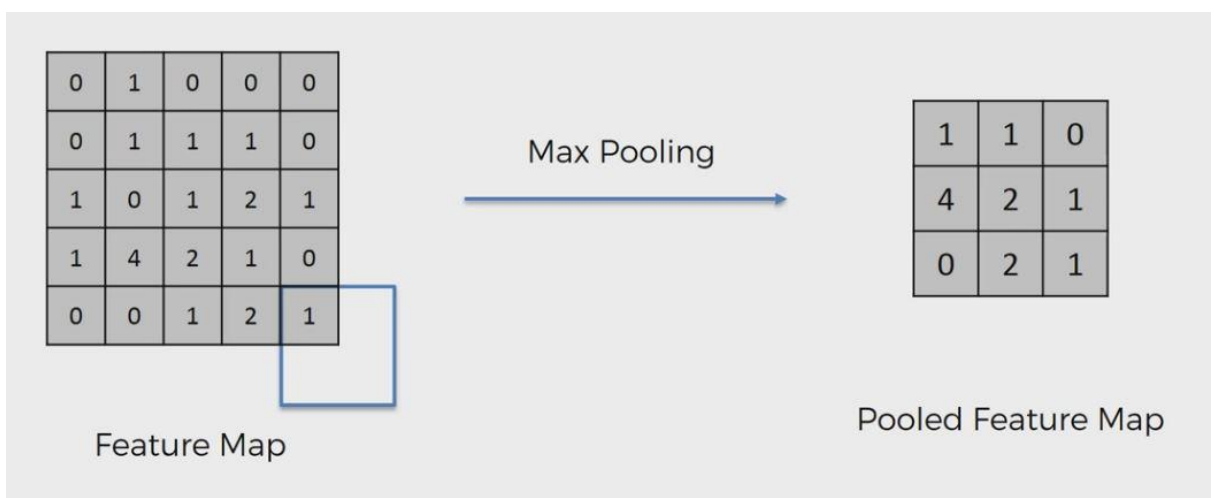 0 1 0 0 0
0 1 1 1 0
1 0 1 2 1
1 4 2 1 0
0 0 1 2 1
Feature Map
Max Pooling
1 1 0
4 2 1
0 2 1
Pooled Feature Map